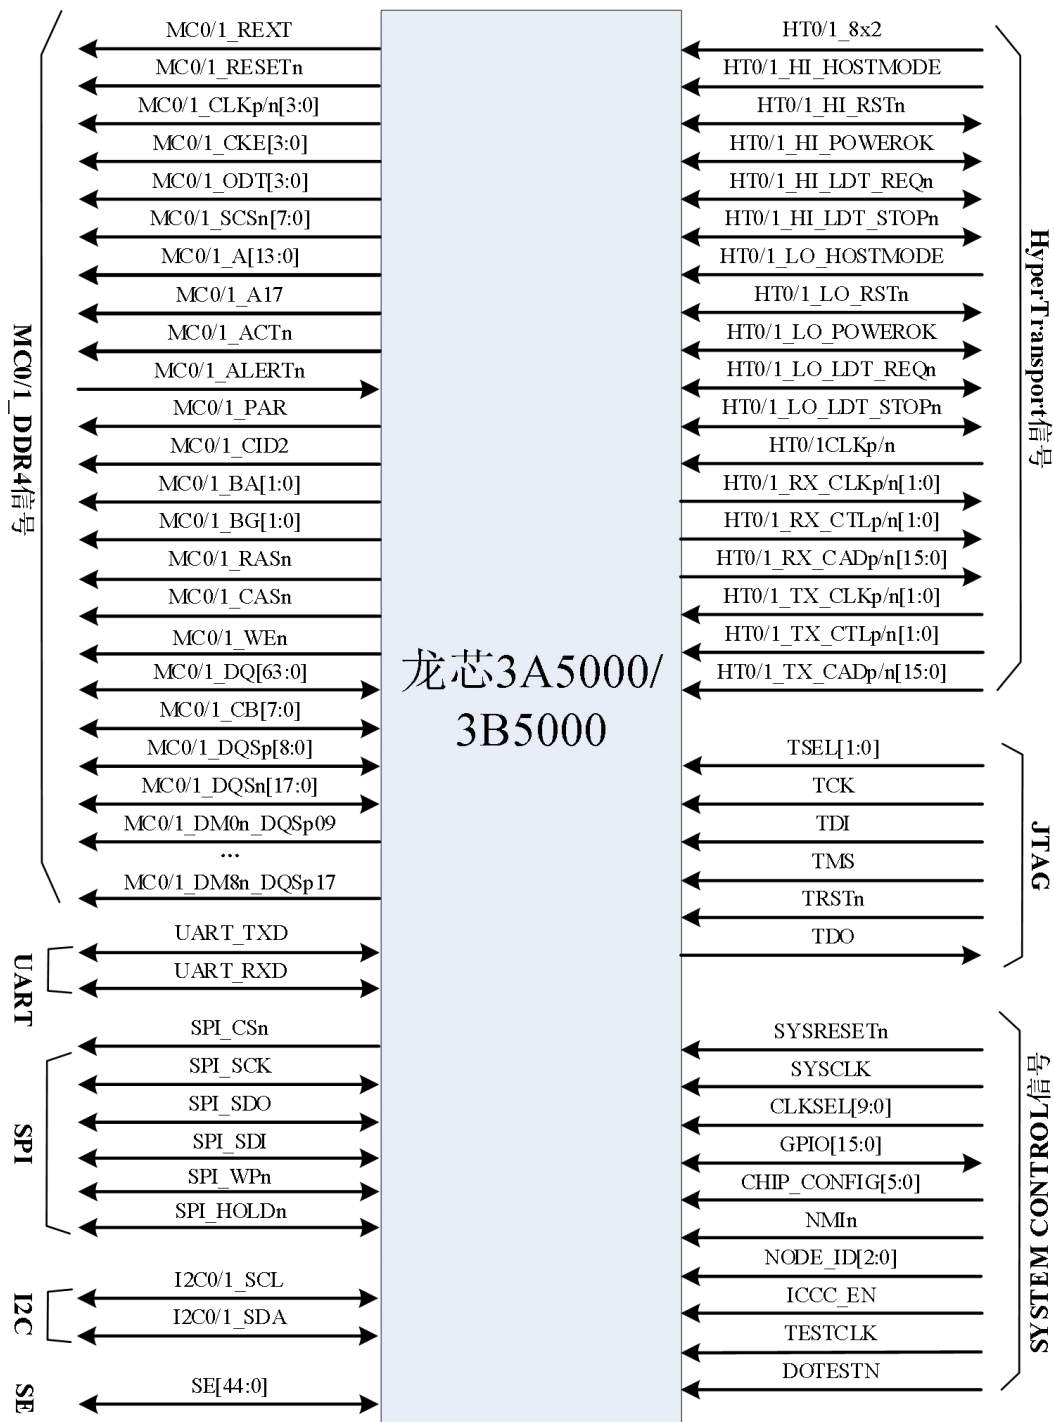 MC0/1_DDR4信号
MC0/1_REXT
MC0/1_RESETn
MC0/1_CLKp/n[3:0]
MC0/1_CKE[3:0]
MC0/1_ODT[3:0]
MC0/1_SCSn[7:0]
MC0/1_A[13:0]
MC0/1_A17
MC0/1_ACTn
MC0/1_ALERTn
MC0/1_PAR
MC0/1_CID2
MC0/1_BA[1:0]
MC0/1_BG[1:0]
MC0/1_RASn
MC0/1_CASn
MC0/1_WEn
MC0/1_DQ[63:0]
MC0/1_CB[7:0]
MC0/1_DQSp[8:0]
MC0/1_DQSn[17:0]
MC0/1_DM0n_DQSp09
...
MC0/1_DM8n_DQSp17
UART
UART_TXD
UART_RXD
SPI
SPI_CSn
SPI_SCK
SPI_SDO
SPI_SDI
SPI_WPn
SPI_HOLDn
I2C
I2C0/1_SCL
I2C0/1_SDA
SE
SE[44:0]
龙芯3A5000/
3B5000
HT0/1_8x2
HT0/1_HI_HOSTMODE
HT0/1_HI_RSTn
HT0/1_HI_POWEROK
HT0/1_HI_LDT_REQn
HT0/1_HI_LDT_STOPn
HT0/1_LO_HOSTMODE
HT0/1_LO_RSTn
HT0/1_LO_POWEROK
HT0/1_LO_LDT_REQn
HT0/1_LO_LDT_STOPn
HT0/1CLKp/n
HT0/1_RX_CLKp/n[1:0]
HT0/1_RX_CTLp/n[1:0]
HT0/1_RX_CADp/n[15:0]
HT0/1_TX_CLKp/n[1:0]
HT0/1_TX_CTLp/n[1:0]
HT0/1_TX_CADp/n[15:0]
HyperTransport信号
TSEL[1:0]
TCK
TDI
TMS
TRSTn
TDO
JTAG
SYSRESETn
SYSCLK
CLKSEL[9:0]
GPIO[15:0]
CHIP_CONFIG[5:0]
NMIn
NODE_ID[2:0]
ICCC_EN
TESTCLK
DOTESTN
SYSTEM CONTROL信号